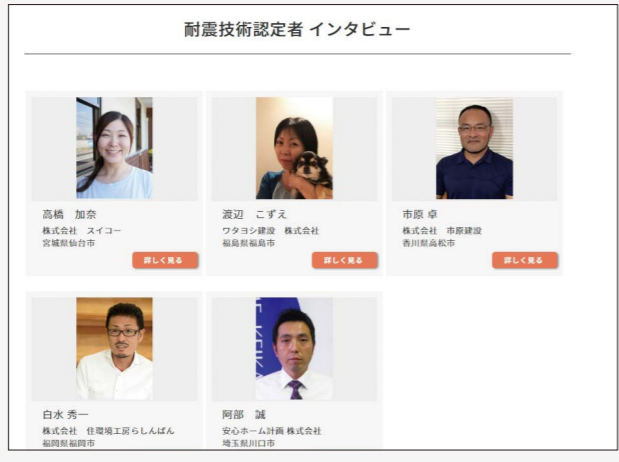 耐震技術認定者 インタビュー
高橋　加奈
株式会社　スイコー
宮城県仙台市
詳しく見る
渡辺　こずえ
ワタヨシ建設　株式会社
福島県福島市
詳しく見る
市原 卓
株式会社　市原建設
香川県高松市
詳しく見る
白水 秀一
株式会社　住環境工房らしんばん
福岡県福岡市
阿部　誠
安心ホーム計画 株式会社
埼玉県川口市